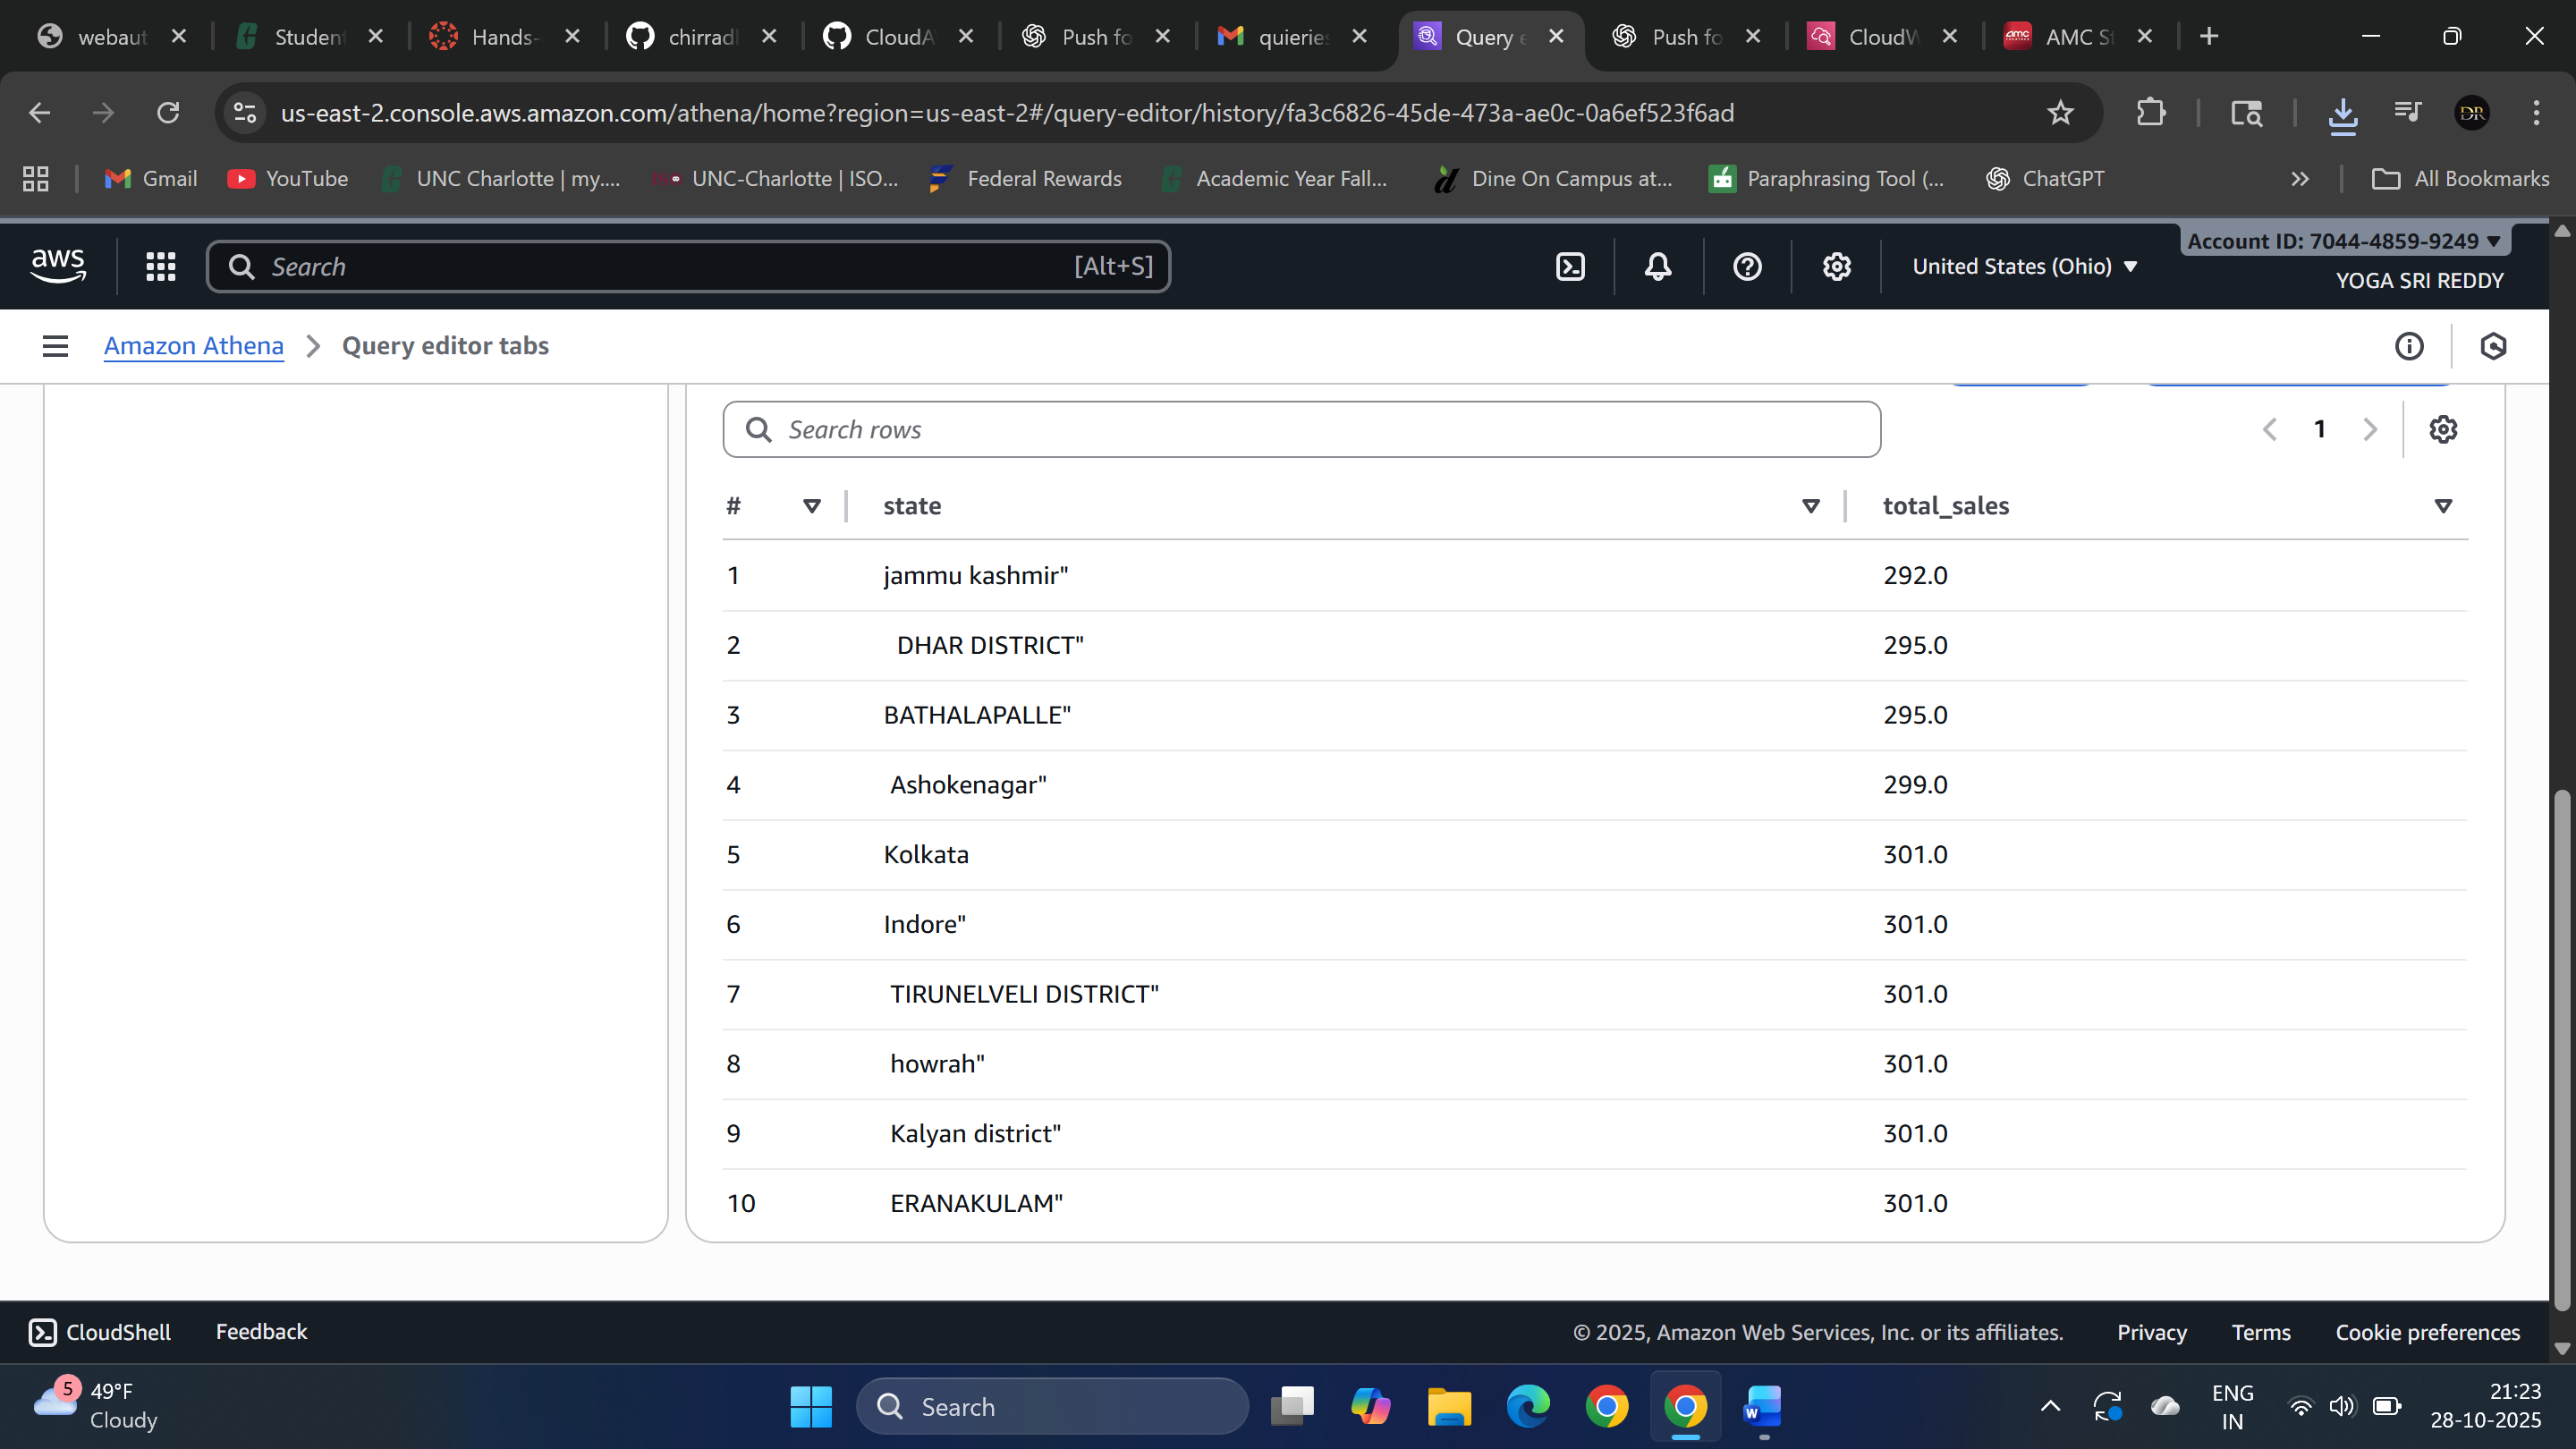 webaut
Student
Hands-
chirradl
CloudA
Push fo
quieries
Query e
Push fo
CloudW
AMC St
us-east-2.console.aws.amazon.com/athena/home?region=us-east-2#/query-editor/history/fa3c6826-45de-473a-ae0c-0a6ef523f6ad
DR
Gmail
YouTube
UNC Charlotte | my....
UNC-Charlotte | ISO...
Federal Rewards
Academic Year Fall...
Dine On Campus at...
Paraphrasing Tool (...
ChatGPT
All Bookmarks
aws
Search
[Alt+S]
United States (Ohio)
Account ID: 7044-4859-9249
YOGA SRI REDDY
Amazon Athena
Query editor tabs
Search rows
1
# state total_sales
1 jammu kashmir" 292.0
2 DHAR DISTRICT" 295.0
3 BATHALAPALLE" 295.0
4 Ashokenagar" 299.0
5 Kolkata 301.0
6 Indore" 301.0
7 TIRUNELVELI DISTRICT" 301.0
8 howrah" 301.0
9 Kalyan district" 301.0
10 ERANAKULAM" 301.0
CloudShell
Feedback
© 2025, Amazon Web Services, Inc. or its affiliates.
Privacy
Terms
Cookie preferences
5
49°F
Cloudy
Search
ENG
IN
21:23
28-10-2025